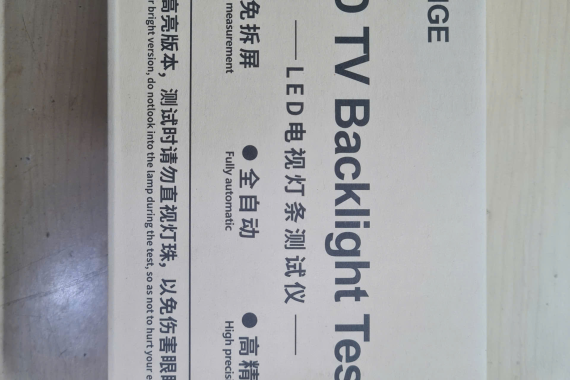 NGE
TV Backlight Tes
LED电视灯条测试仪
免拆屏 全自动 高精
measurement Fully automatic High precis
高亮版本，测试时请勿直视灯珠，以免伤害眼睛
r bright version, do notlook into the lamp during the test, so as not to hurt your e